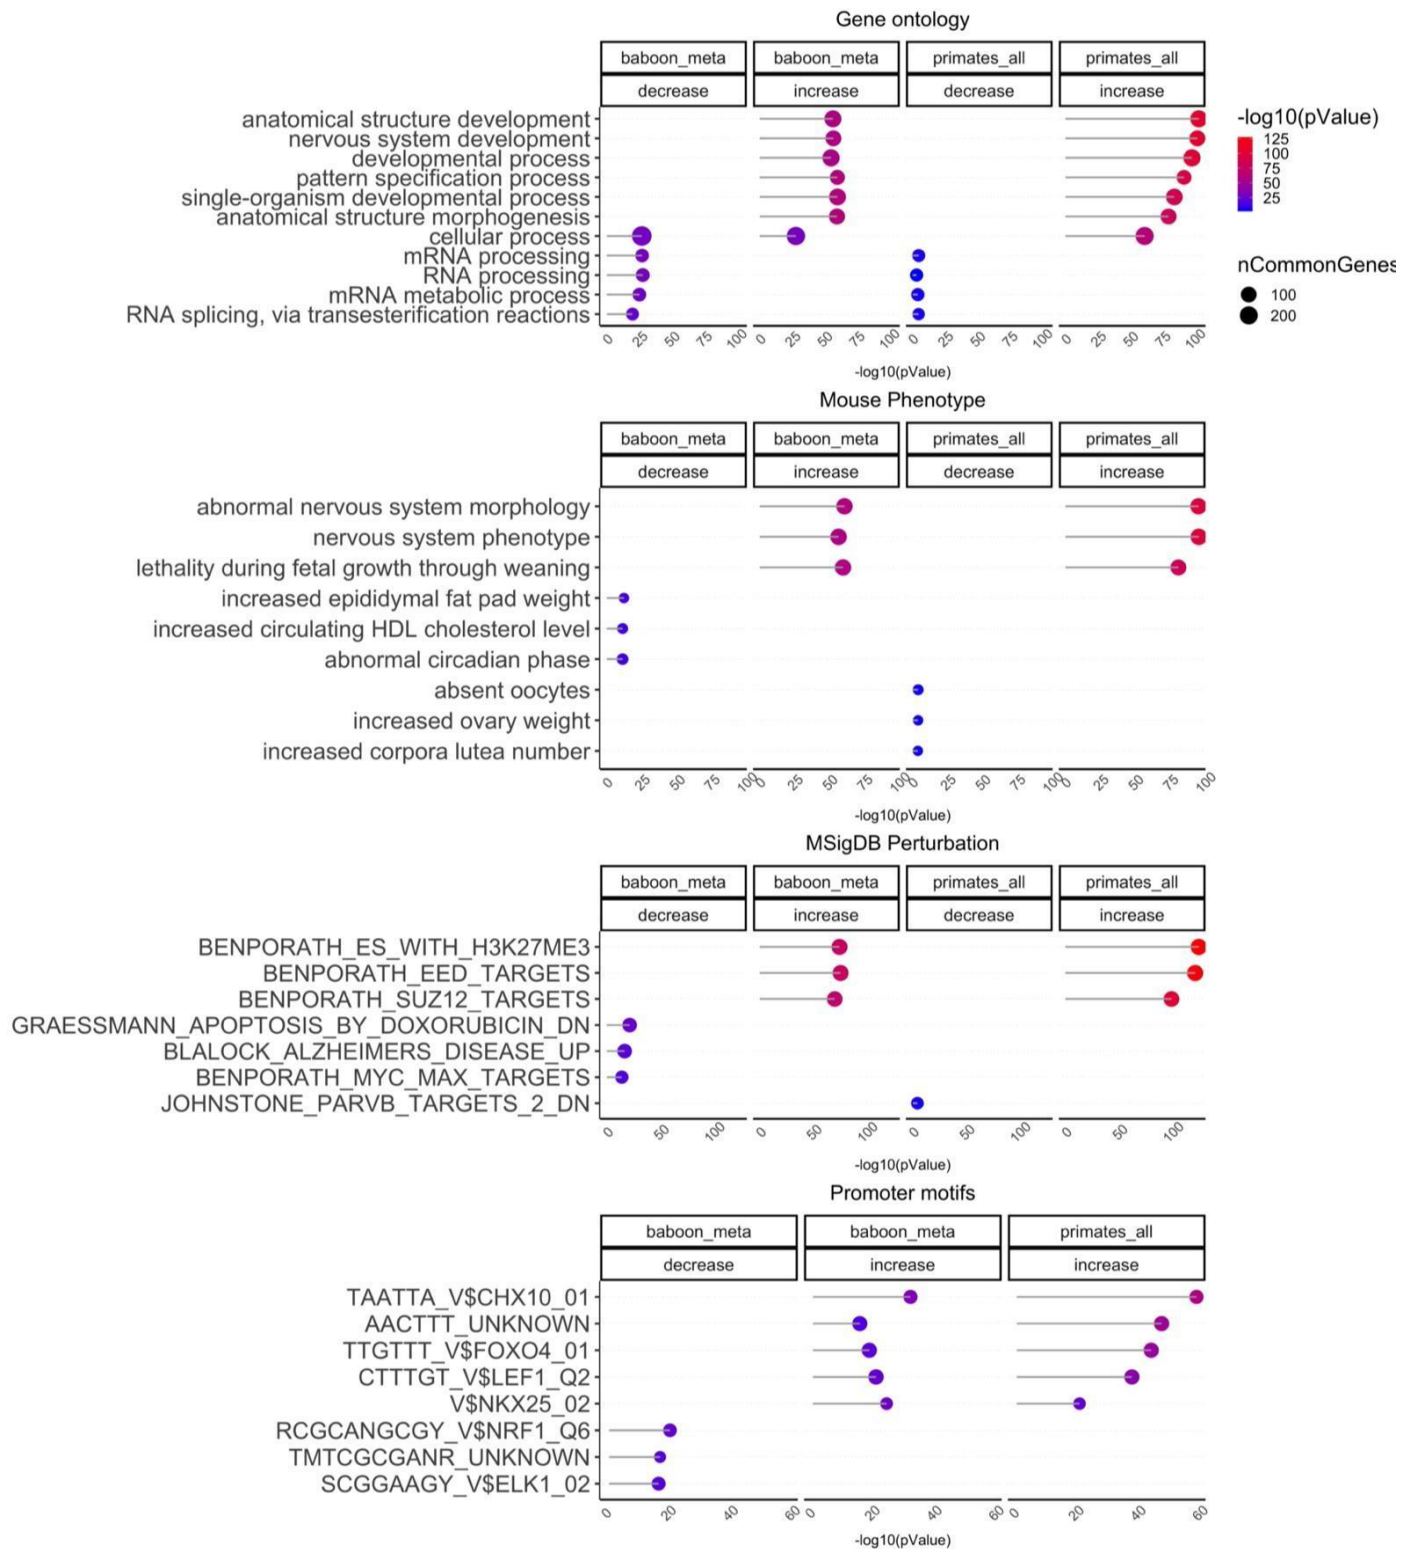 Gene ontology
baboon_meta baboon_meta primates_all primates_all
decrease increase decrease increase
anatomical structure development
nervous system development
developmental process
pattern specification process
single-organism developmental process
anatomical structure morphogenesis
cellular process
mRNA processing
RNA processing
mRNA metabolic process
RNA splicing, via transesterification reactions
0 25 50 75 100 0 25 50 75 100 0 25 50 75 100 0 25 50 75 100
-log10(pValue)
-log10(pValue)
125
100
75
50
25
nCommonGenes
100
200
Mouse Phenotype
baboon_meta baboon_meta primates_all primates_all
decrease increase decrease increase
abnormal nervous system morphology
nervous system phenotype
lethality during fetal growth through weaning
increased epididymal fat pad weight
increased circulating HDL cholesterol level
abnormal circadian phase
absent oocytes
increased ovary weight
increased corpora lutea number
0 25 50 75 100 0 25 50 75 100 0 25 50 75 100 0 25 50 75 100
-log10(pValue)
MSigDB Perturbation
baboon_meta baboon_meta primates_all primates_all
decrease increase decrease increase
BENPORATH_ES_WITH_H3K27ME3
BENPORATH_EED_TARGETS
BENPORATH_SUZ12_TARGETS
GRAESSMANN_APOPTOSIS_BY_DOXORUBICIN_DN
BLALOCK_ALZHEIMERS_DISEASE_UP
BENPORATH_MYC_MAX_TARGETS
JOHNSTONE_PARVB_TARGETS_2_DN
0 50 100 0 50 100 0 50 100 0 50 100
-log10(pValue)
Promoter motifs
baboon_meta baboon_meta primates_all
decrease increase increase
TAATTA_V$CHX10_01
AACTTT_UNKNOWN
TTGTTT_V$FOXO4_01
CTTTGT_V$LEF1_Q2
V$NKX25_02
RCGCANGCGY_V$NRF1_Q6
TMTCGCGANR_UNKNOWN
SCGGAAGY_V$ELK1_02
0 20 40 60 0 20 40 60 0 20 40 60
-log10(pValue)